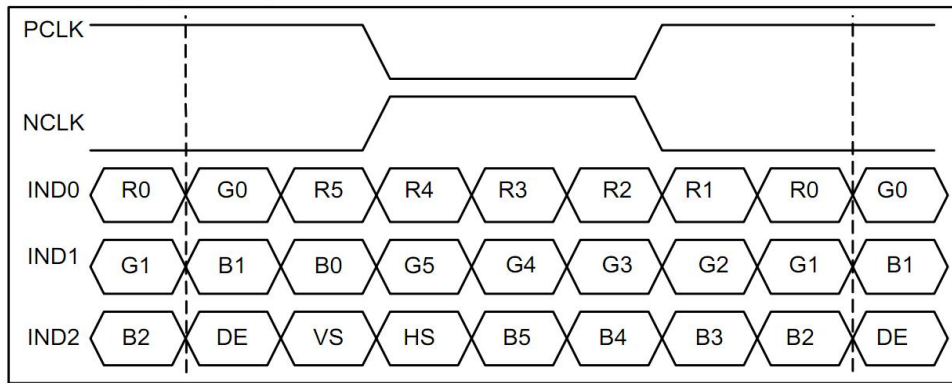 PCLK
NCLK
IND0 R0 G0 R5 R4 R3 R2 R1 R0 G0
IND1 G1 B1 B0 G5 G4 G3 G2 G1 B1
IND2 B2 DE VS HS B5 B4 B3 B2 DE